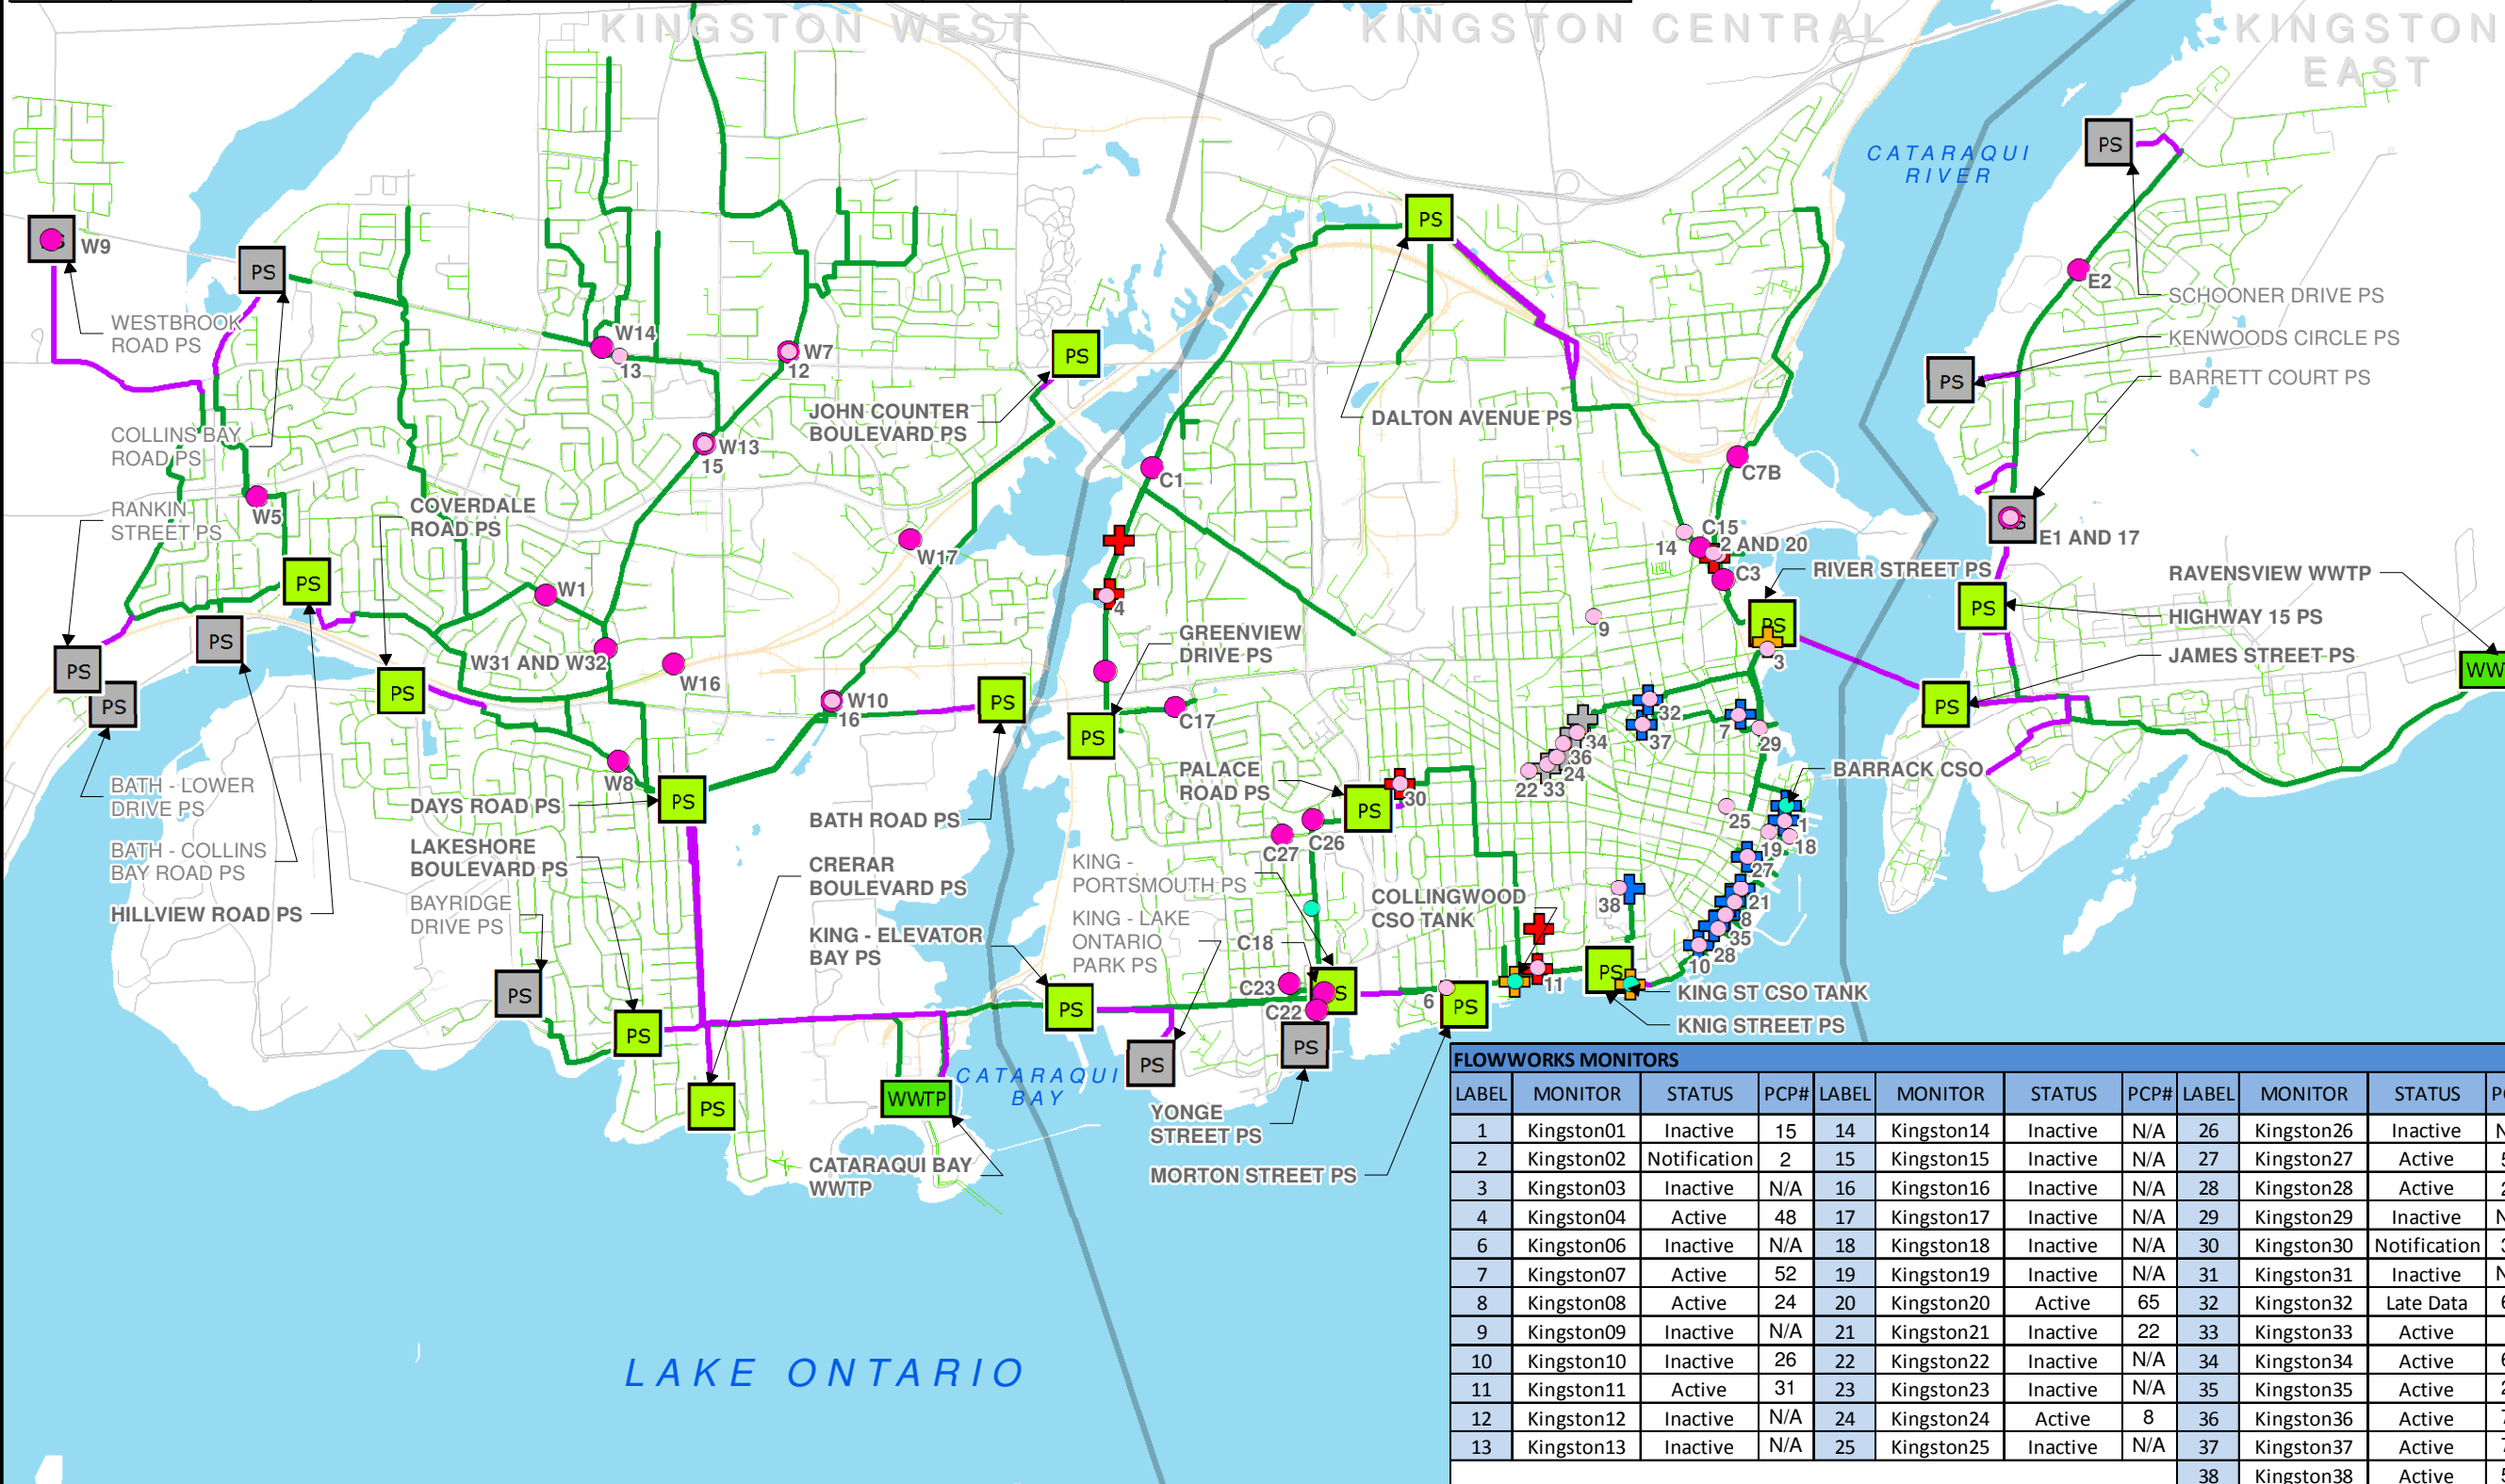 KINGSTON WEST
KINGSTON CENTRAL
KINGSTON
EAST
CATARAQUI
RIVER
PS
W9
PS
WESTBROOK
ROAD PS
COLLINS BAY
ROAD PS
RANKIN
STREET PS
W5
W14
13
W7
12
W13
15
JOHN COUNTER
BOULEVARD PS
PS
PS
DALTON AVENUE PS
PS
E2
SCHOONER DRIVE PS
KENWOODS CIRCLE PS
BARRETT COURT PS
PS
E1 AND 17
RAVENSVIEW WWTP
HIGHWAY 15 PS
JAMES STREET PS
PS
PS
WW
COVERDALE
ROAD PS
W17
C1
4
C7B
C15
14
2 AND 20
C3
RIVER STREET PS
PS
3
9
PS
PS
PS
PS
PS
W1
W31 AND W32
W16
W10
16
PS
GREENVIEW
DRIVE PS
PS
C17
32
37
7
29
34
36
24
22
33
BARRACK CSO
BATH - LOWER
DRIVE PS
BATH - COLLINS
BAY ROAD PS
HILLVIEW ROAD PS
W8
DAYS ROAD PS
PS
LAKESHORE
BOULEVARD PS
BAYRIDGE
DRIVE PS
PS
PS
BATH ROAD PS
CRERAR
BOULEVARD PS
KING - ELEVATOR
BAY PS
PALACE
ROAD PS
PS
30
C27
C26
KING -
PORTSMOUTH PS
KING - LAKE
ONTARIO
PARK PS
COLLINGWOOD
CSO TANK
C18
C23
C22
PS
PS
PS
PS
6
PS
11
PS
38
25
1
18
19
27
21
8
35
28
10
KING ST CSO TANK
KNIG STREET PS
PS
WWTP
CATARAQUI
BAY
CATARAQUI BAY
WWTP
YONGE
STREET PS
MORTON STREET PS
LAKE ONTARIO
FLOWWORKS MONITORS
LABEL MONITOR STATUS PCP# LABEL MONITOR STATUS PCP# LABEL MONITOR STATUS
1 Kingston01 Inactive 15 14 Kingston14 Inactive N/A 26 Kingston26 Inactive
2 Kingston02 Notification 2 15 Kingston15 Inactive N/A 27 Kingston27 Active
3 Kingston03 Inactive N/A 16 Kingston16 Inactive N/A 28 Kingston28 Active
4 Kingston04 Active 48 17 Kingston17 Inactive N/A 29 Kingston29 Inactive
6 Kingston06 Inactive N/A 18 Kingston18 Inactive N/A 30 Kingston30 Notification
7 Kingston07 Active 52 19 Kingston19 Inactive N/A 31 Kingston31 Inactive
8 Kingston08 Active 24 20 Kingston20 Active 65 32 Kingston32 Late Data
9 Kingston09 Inactive N/A 21 Kingston21 Inactive 22 33 Kingston33 Active
10 Kingston10 Inactive 26 22 Kingston22 Inactive N/A 34 Kingston34 Active
11 Kingston11 Active 31 23 Kingston23 Inactive N/A 35 Kingston35 Active
12 Kingston12 Inactive N/A 24 Kingston24 Active 8 36 Kingston36 Active
13 Kingston13 Inactive N/A 25 Kingston25 Inactive N/A 37 Kingston37 Active
38 Kingston38 Active